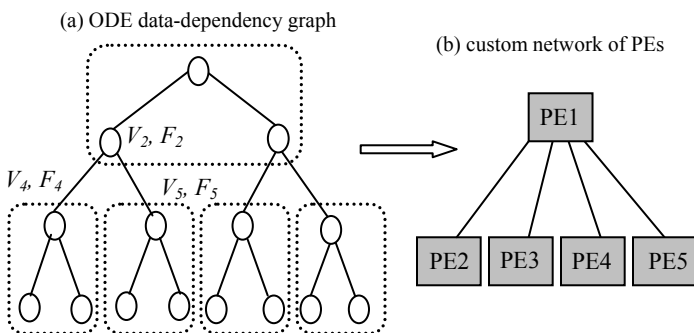 (a) ODE data-dependency graph
(b) custom network of PEs
V2, F2
PE1
V4, F4
V5, F5
PE2 PE3 PE4 PE5